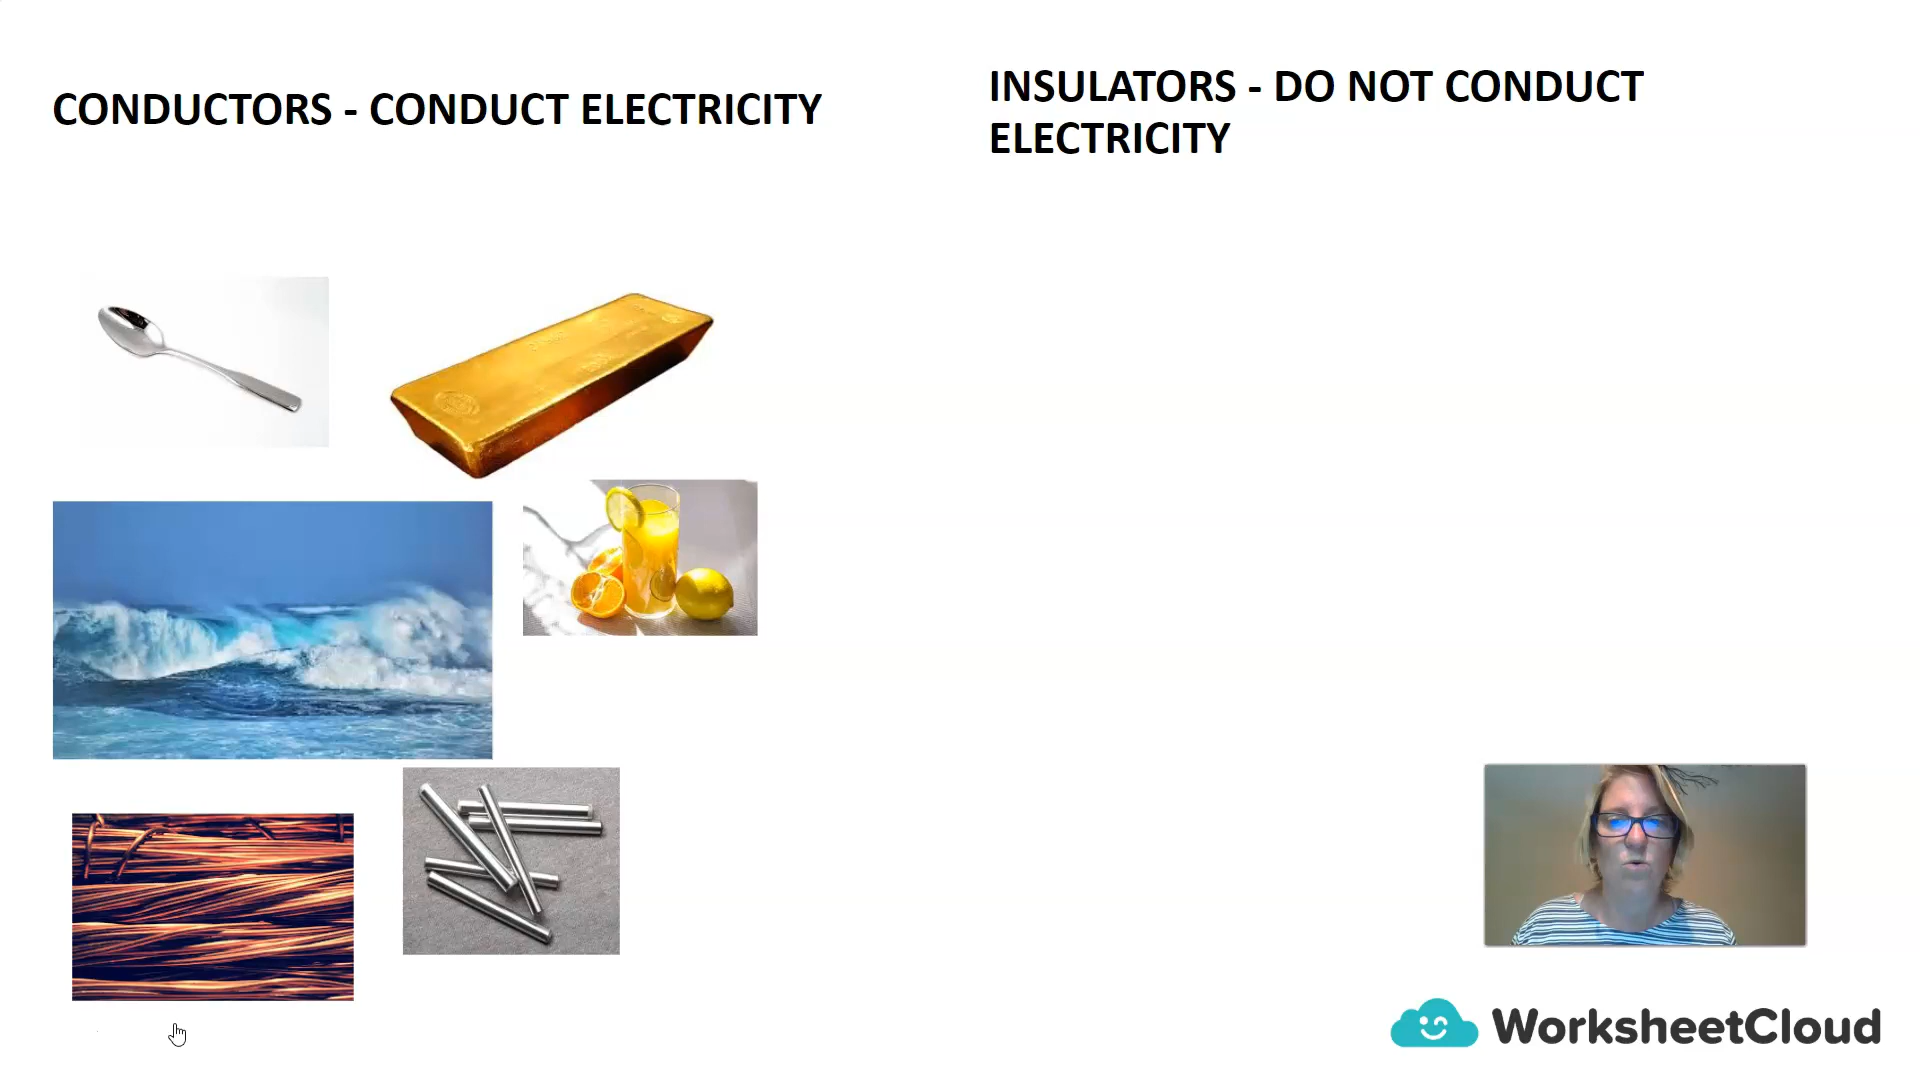 CONDUCTORS - CONDUCT ELECTRICITY
INSULATORS - DO NOT CONDUCT
ELECTRICITY
WorksheetCloud